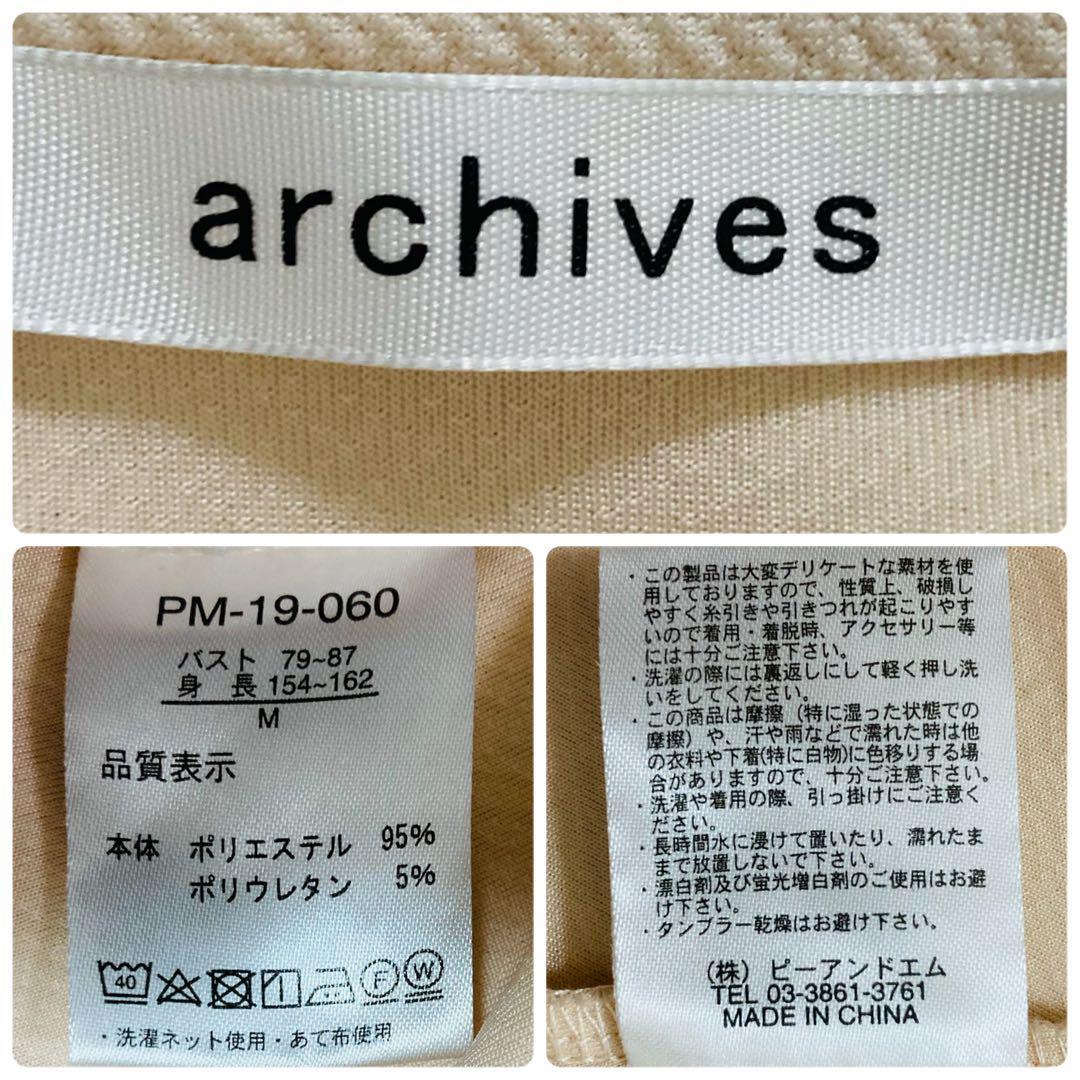 archives
PM-19-060
バスト 79~87
身 長 154~162
M
品質表示
本体 ポリエステル 95%
ポリウレタン 5%
40
F
W
・洗濯ネット使用・あて布使用
・この製品は大変デリケートな素材を使
用しておりますので、性質上、破損し
やすく糸引きや引きつれが起こりやす
いので着用・着脱時、アクセサリー等
には十分ご注意下さい。
・洗濯の際には裏返しにして軽く押し洗
いをしてください。
・この商品は摩擦（特に湿った状態での
摩擦）や、汗や雨などで濡れた時は他
の衣料や下着(特に白物)に色移りする場
合がありますので、十分ご注意下さい。
・洗濯や着用の際、引っ掛けにご注意く
ださい。
・長時間水に浸けて置いたり、濡れたま
まで放置しないで下さい。
・漂白剤及び蛍光増白剤のご使用はお避
け下さい。
・タンブラー乾燥はお避け下さい。
（株）ピーアンドエム
TEL 03-3861-3761
MADE IN CHINA